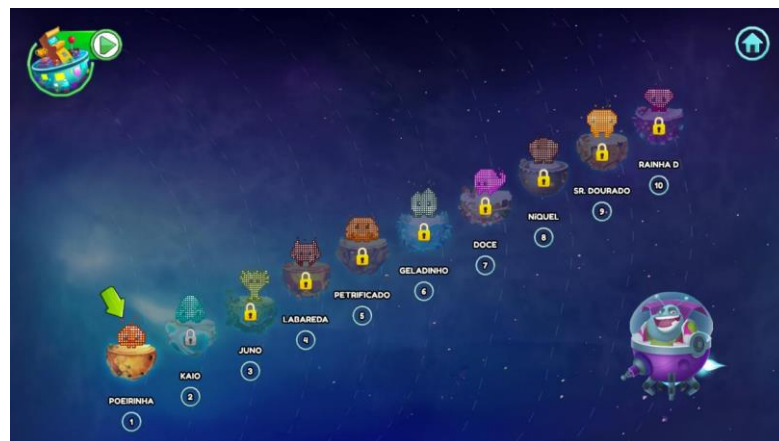 POEIRINHA
1
KAIO
2
JUNO
3
LABAREDA
4
PETRIFICADO
5
GELADINHO
6
DOCE
7
NÍQUEL
8
SR. DOURADO
9
RAINHA D
10